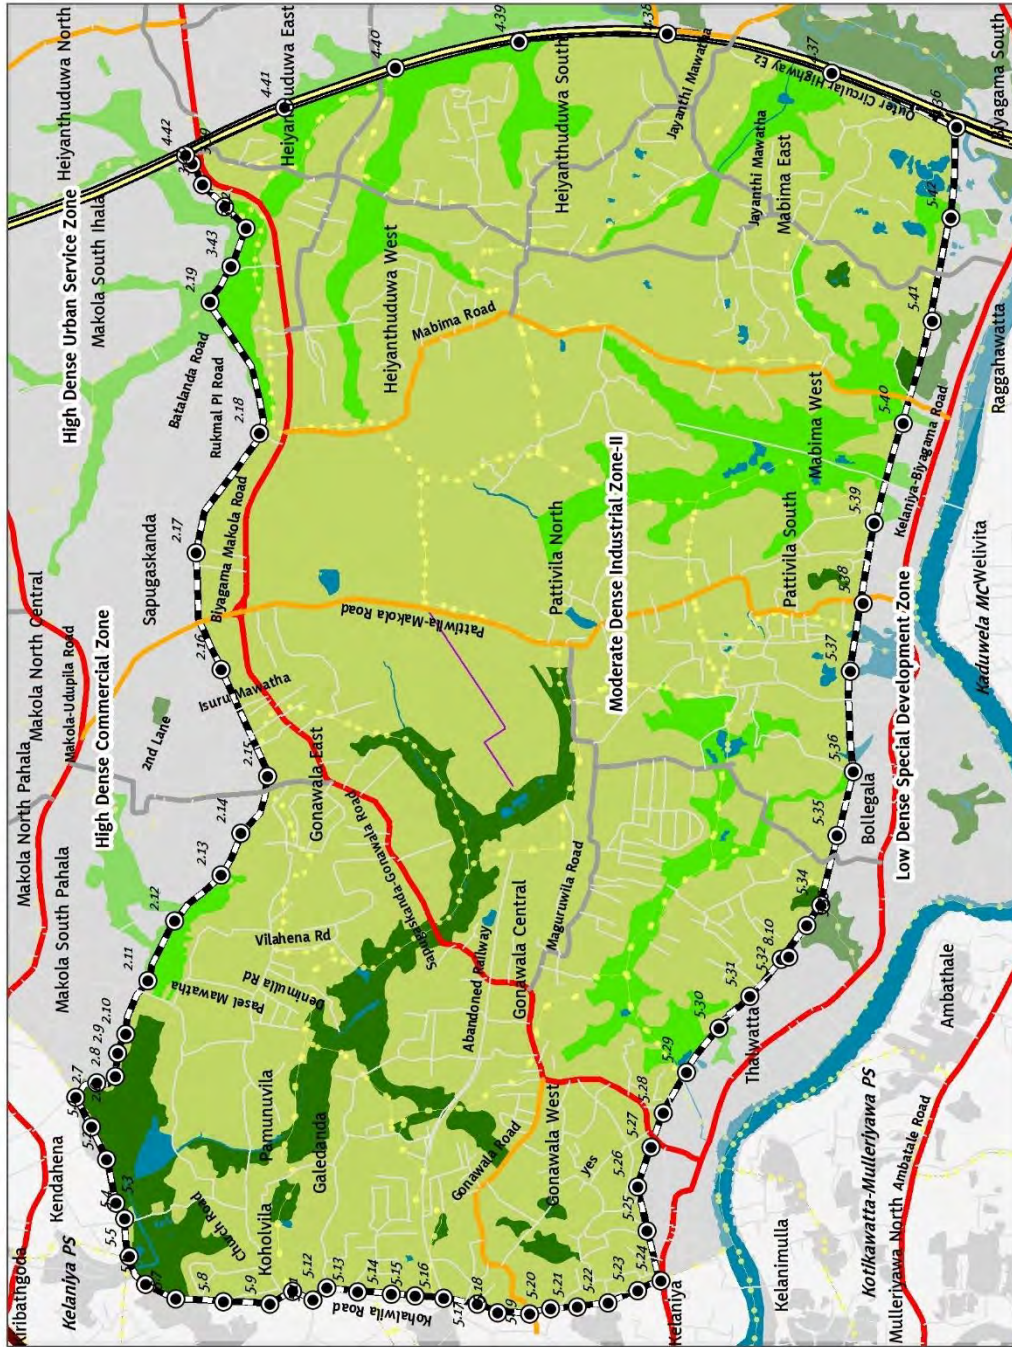 Kiribathgoda
Kelaniya PS
Kendahena
Makola South Pahala
Makola North Pahala
Makola North Central
Makola-Udupila Road
High Dense Commercial Zone
2nd Lane
Sapugaskanda
Isuru Mawatha
Biyagama Makola Road
Rukmal Pl Road
Batalanda Road
High Dense Urban Service Zone
Makola South Ihala
Heiyanthuduwa North
Heiyanthuduwa East
Heiyanthuduwa West
Heiyanthuduwa South
Mabima Road
Jayanthi Mawatha
Jayanthi Mawatha
Mabima East
Outer Circular Highway E2
Biyagama South
Mabima West
Pattivila North
Pattivila South
Pattiwila-Makola Road
Moderate Dense Industrial Zone-II
Gonawala East
Sapugaskanda-Gonawala Road
Vilahena Rd
Denimulla Rd
Pasel Mawatha
Pamunuvila
Galedanda
Church Road
Koholvila
Kohalwila Road
Abandoned Railway
Gonawala Central
Maguruwila Road
Gonawala Road
Gonawala West
yes
Kelaniya
Thalwatta
Bollegala
Low Dense Special Development Zone
Kelaniya-Biyagama Road
Raggahawatta
Kaduwela MC
Welivita
Ambathale
Kelanimulla
Kotikawatta-Mulleriyawa PS
Mulleriyawa North
Ambatale Road
2.7
2.8
2.9
2.10
2.11
2.12
2.13
2.14
2.15
2.16
2.17
2.18
2.19
3.43
4.42
4.41
4.40
4.39
4.38
5.42
5.41
5.40
5.39
5.38
5.37
5.36
5.35
5.34
8.10
5.32
5.31
5.30
5.29
5.28
5.27
5.26
5.25
5.24
5.23
5.22
5.21
5.20
5.17
5.16
5.15
5.14
5.13
5.12
5.9
5.8
5.5
5.4
5.3